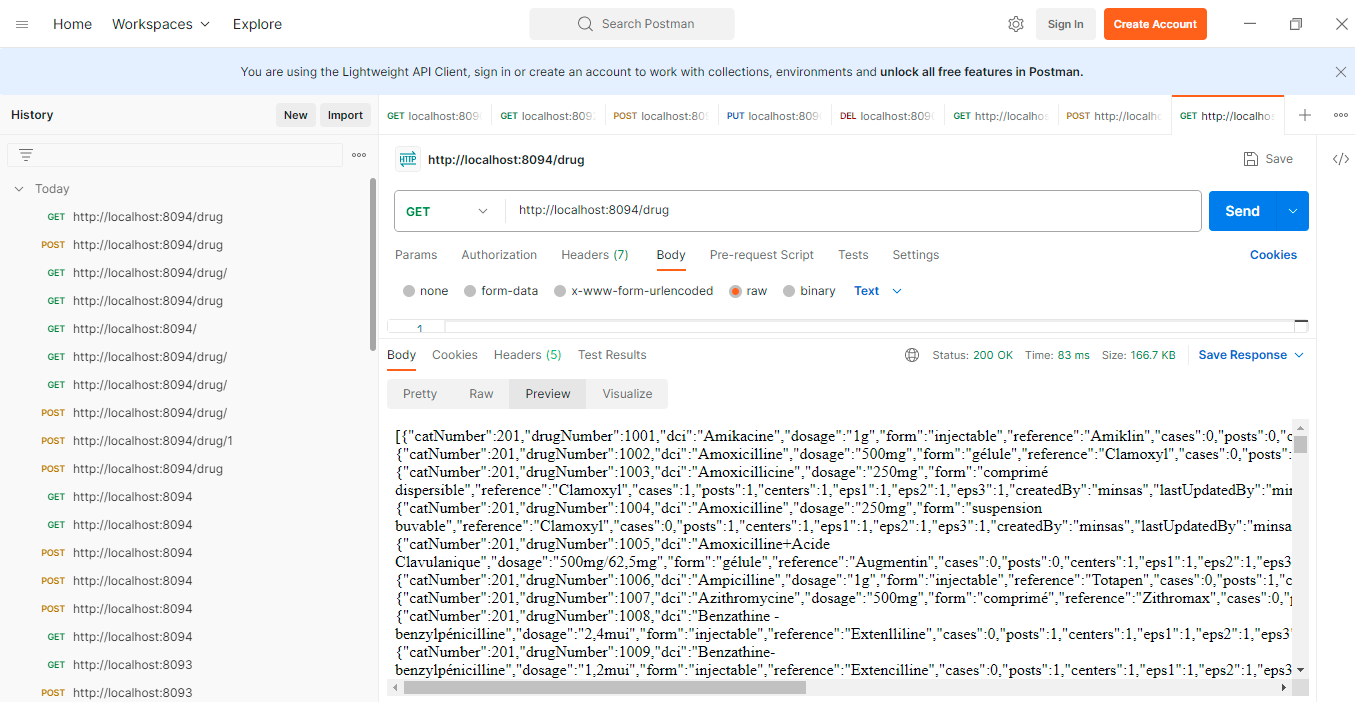 Home Workspaces Explore Search Postman Sign In Create Account
You are using the Lightweight API Client, sign in or create an account to work with collections, environments and unlock all free features in Postman.
History New Import
GET localhost:809 GET localhost:809 POST localhost:80 PUT localhost:809 DEL localhost:809 GET http://localhos POST http://localh GET http://localhos
HTTP http://localhost:8094/drug Save
Today
GET http://localhost:8094/drug
POST http://localhost:8094/drug
GET http://localhost:8094/drug/
GET http://localhost:8094/drug
GET http://localhost:8094/
GET http://localhost:8094/drug/
GET http://localhost:8094/drug/
POST http://localhost:8094/drug/
POST http://localhost:8094/drug/1
POST http://localhost:8094/drug
GET http://localhost:8094
GET http://localhost:8094
POST http://localhost:8094
POST http://localhost:8094
POST http://localhost:8094
GET http://localhost:8094
GET http://localhost:8093
POST http://localhost:8093
GET http://localhost:8094/drug Send
Params Authorization Headers (7) Body Pre-request Script Tests Settings Cookies
none form-data x-www-form-urlencoded raw binary Text
1
Body Cookies Headers (5) Test Results Status: 200 OK Time: 83 ms Size: 166.7 KB Save Response
Pretty Raw Preview Visualize
[{"catNumber":201,"drugNumber":1001,"dci":"Amikacine","dosage":"1g","form":"injectable","reference":"Amiklin","cases":0,"posts":0,"c
{"catNumber":201,"drugNumber":1002,"dci":"Amoxicilline","dosage":"500mg","form":"gélule","reference":"Clamoxyl","cases":0,"posts":
{"catNumber":201,"drugNumber":1003,"dci":"Amoxicillicine","dosage":"250mg","form":"comprimé
dispersible","reference":"Clamoxyl","cases":1,"posts":1,"centers":1,"eps1":1,"eps2":1,"eps3":1,"createdBy":"minsas","lastUpdatedBy":"min
{"catNumber":201,"drugNumber":1004,"dci":"Amoxicilline","dosage":"250mg","form":"suspension
buvable","reference":"Clamoxyl","cases":0,"posts":1,"centers":1,"eps1":1,"eps2":1,"eps3":1,"createdBy":"minsas","lastUpdatedBy":"minsa
{"catNumber":201,"drugNumber":1005,"dci":"Amoxicilline+Acide
Clavulanique","dosage":"500mg/62,5mg","form":"gélule","reference":"Augmentin","cases":0,"posts":0,"centers":1,"eps1":1,"eps2":1,"eps3
{"catNumber":201,"drugNumber":1006,"dci":"Ampicilline","dosage":"1g","form":"injectable","reference":"Totapen","cases":0,"posts":1,"c
{"catNumber":201,"drugNumber":1007,"dci":"Azithromycine","dosage":"500mg","form":"comprimé","reference":"Zithromax","cases":0,"p
{"catNumber":201,"drugNumber":1008,"dci":"Benzathine -
benzylpénicilline","dosage":"2,4mui","form":"injectable","reference":"Extenlliline","cases":0,"posts":1,"centers":1,"eps1":1,"eps2":1,"eps3"
{"catNumber":201,"drugNumber":1009,"dci":"Benzathine-
benzylpénicilline","dosage":"1,2mui","form":"injectable","reference":"Extencilline","cases":0,"posts":1,"centers":1,"eps1":1,"eps2":1,"eps3